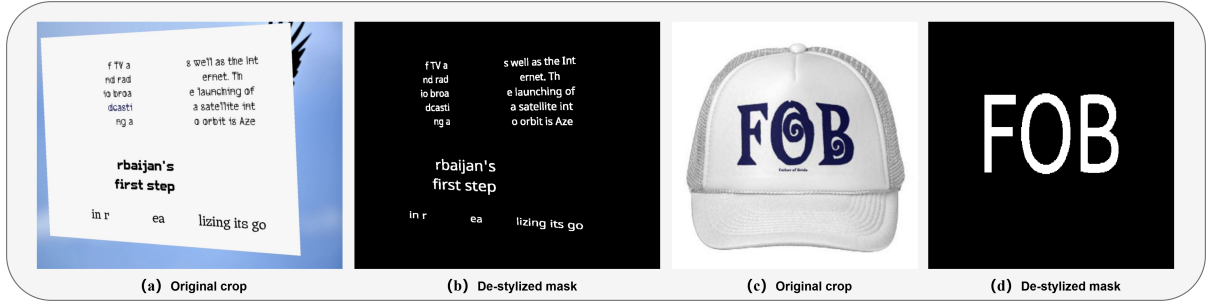 f TV a
nd rad
io broa
dcasti
ng a
s well as the Int
ernet. Th
e launching of
a satellite int
o orbit is Aze
rbaijan's
first step
in r
ea
lizing its go
f TV a
nd rad
io broa
dcasti
ng a
s well as the Int
ernet. Th
e launching of
a satellite int
o orbit is Aze
rbaijan's
first step
in r
ea
lizing its go
FOB
Father of Bride
FOB
(a) Original crop
(b) De-stylized mask
(c) Original crop
(d) De-stylized mask